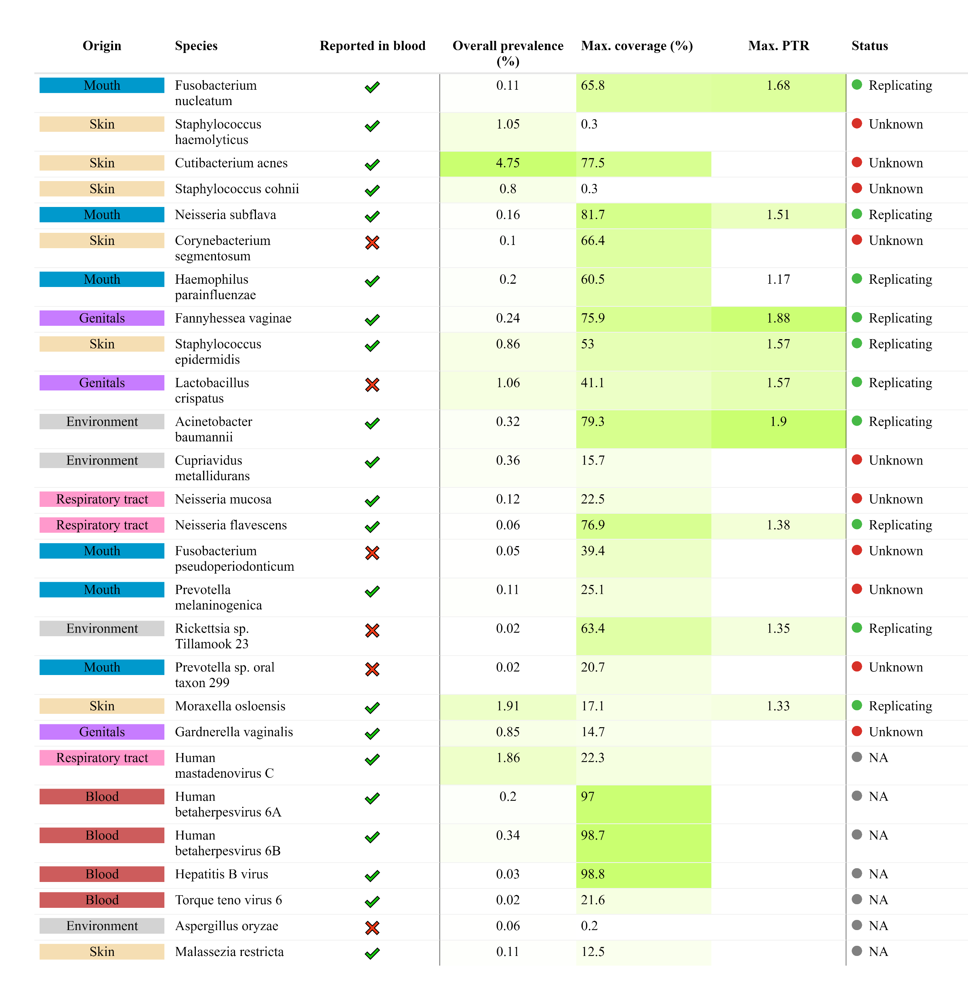 Origin Species Reported in blood Overall prevalence Max. coverage (%) Max. PTR Status
(%)
Mouth Fusobacterium 0.11 65.8 1.68 Replicating
nucleatum
Skin Staphylococcus 1.05 0.3 Unknown
haemolyticus
Skin Cutibacterium acnes 4.75 77.5 Unknown
Skin Staphylococcus cohnii 0.8 0.3 Unknown
Mouth Neisseria subflava 0.16 81.7 1.51 Replicating
Skin Corynebacterium 0.1 66.4 Unknown
segmentosum
Mouth Haemophilus 0.2 60.5 1.17 Replicating
parainfluenzae
Genitals Fannyhessea vaginae 0.24 75.9 1.88 Replicating
Skin Staphylococcus 0.86 53 1.57 Replicating
epidermidis
Genitals Lactobacillus 1.06 41.1 1.57 Replicating
crispatus
Environment Acinetobacter 0.32 79.3 1.9 Replicating
baumannii
Environment Cupriavidus 0.36 15.7 Unknown
metallidurans
Respiratory tract Neisseria mucosa 0.12 22.5 Unknown
Respiratory tract Neisseria flavescens 0.06 76.9 1.38 Replicating
Mouth Fusobacterium 0.05 39.4 Unknown
pseudoperiodonticum
Mouth Prevotella 0.11 25.1 Unknown
melaninogenica
Environment Rickettsia sp. 0.02 63.4 1.35 Replicating
Tillamook 23
Mouth Prevotella sp. oral 0.02 20.7 Unknown
taxon 299
Skin Moraxella osloensis 1.91 17.1 1.33 Replicating
Genitals Gardnerella vaginalis 0.85 14.7 Unknown
Respiratory tract Human 1.86 22.3 NA
mastadenovirus C
Blood Human 0.2 97 NA
betaherpesvirus 6A
Blood Human 0.34 98.7 NA
betaherpesvirus 6B
Blood Hepatitis B virus 0.03 98.8 NA
Blood Torque teno virus 6 0.02 21.6 NA
Environment Aspergillus oryzae 0.06 0.2 NA
Skin Malassezia restricta 0.11 12.5 NA